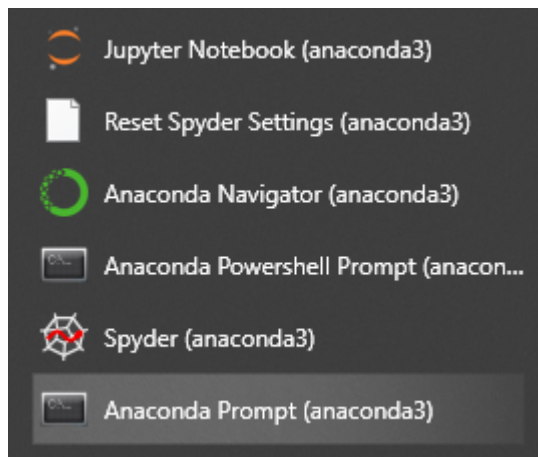 Jupyter Notebook (anaconda3)
Reset Spyder Settings (anaconda3)
Anaconda Navigator (anaconda3)
Anaconda Powershell Prompt (anacon...
Spyder (anaconda3)
Anaconda Prompt (anaconda3)